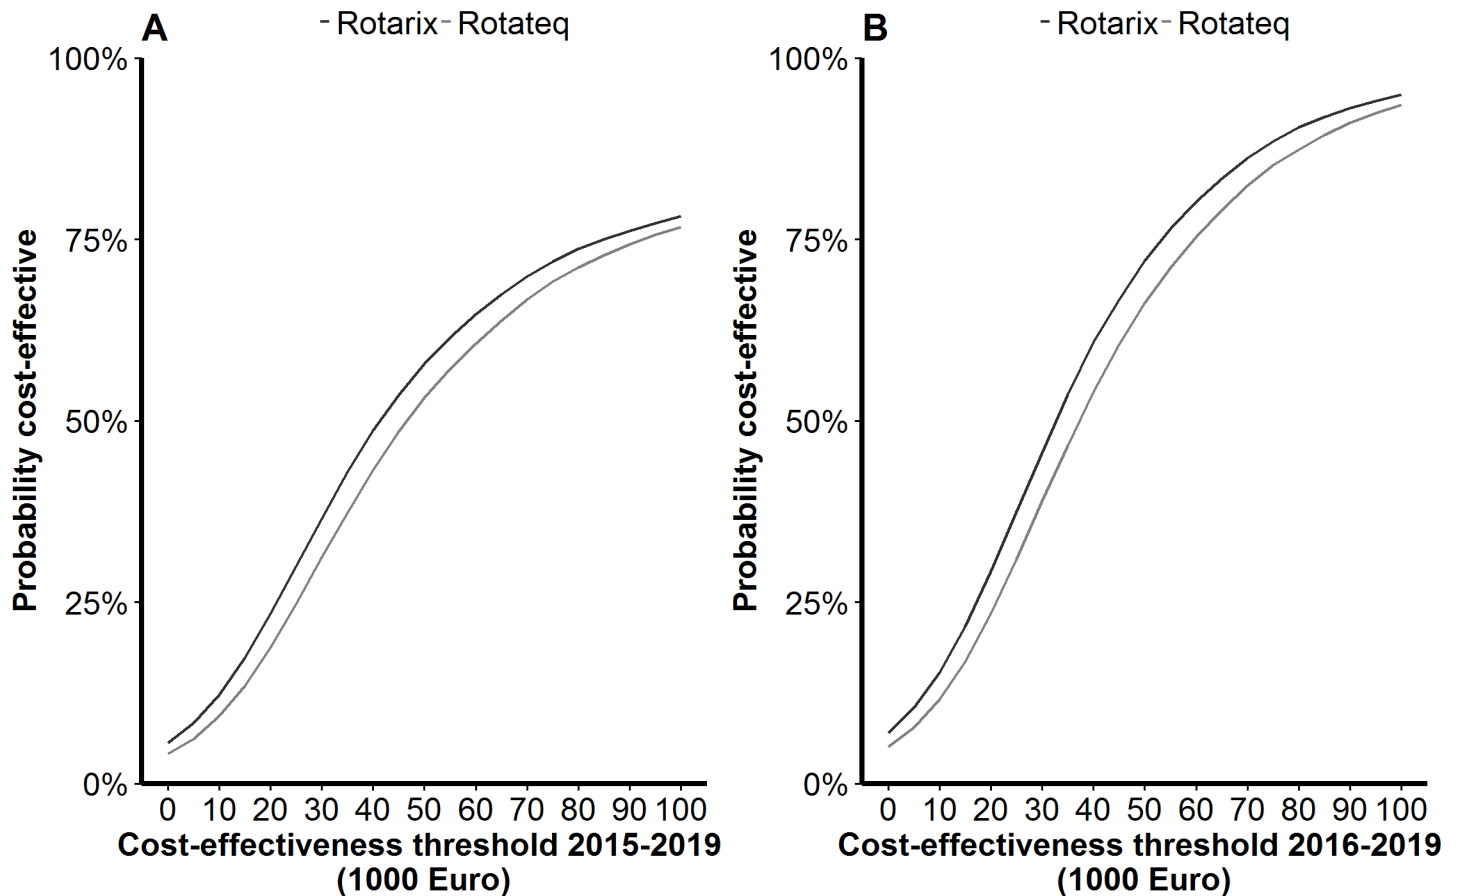 A
Rotarix Rotateq
100%
75%
50%
25%
0%
Probability cost-effective
0 10 20 30 40 50 60 70 80 90 100
Cost-effectiveness threshold 2015-2019
(1000 Euro)
B
Rotarix Rotateq
100%
75%
50%
25%
0%
Probability cost-effective
0 10 20 30 40 50 60 70 80 90 100
Cost-effectiveness threshold 2016-2019
(1000 Euro)